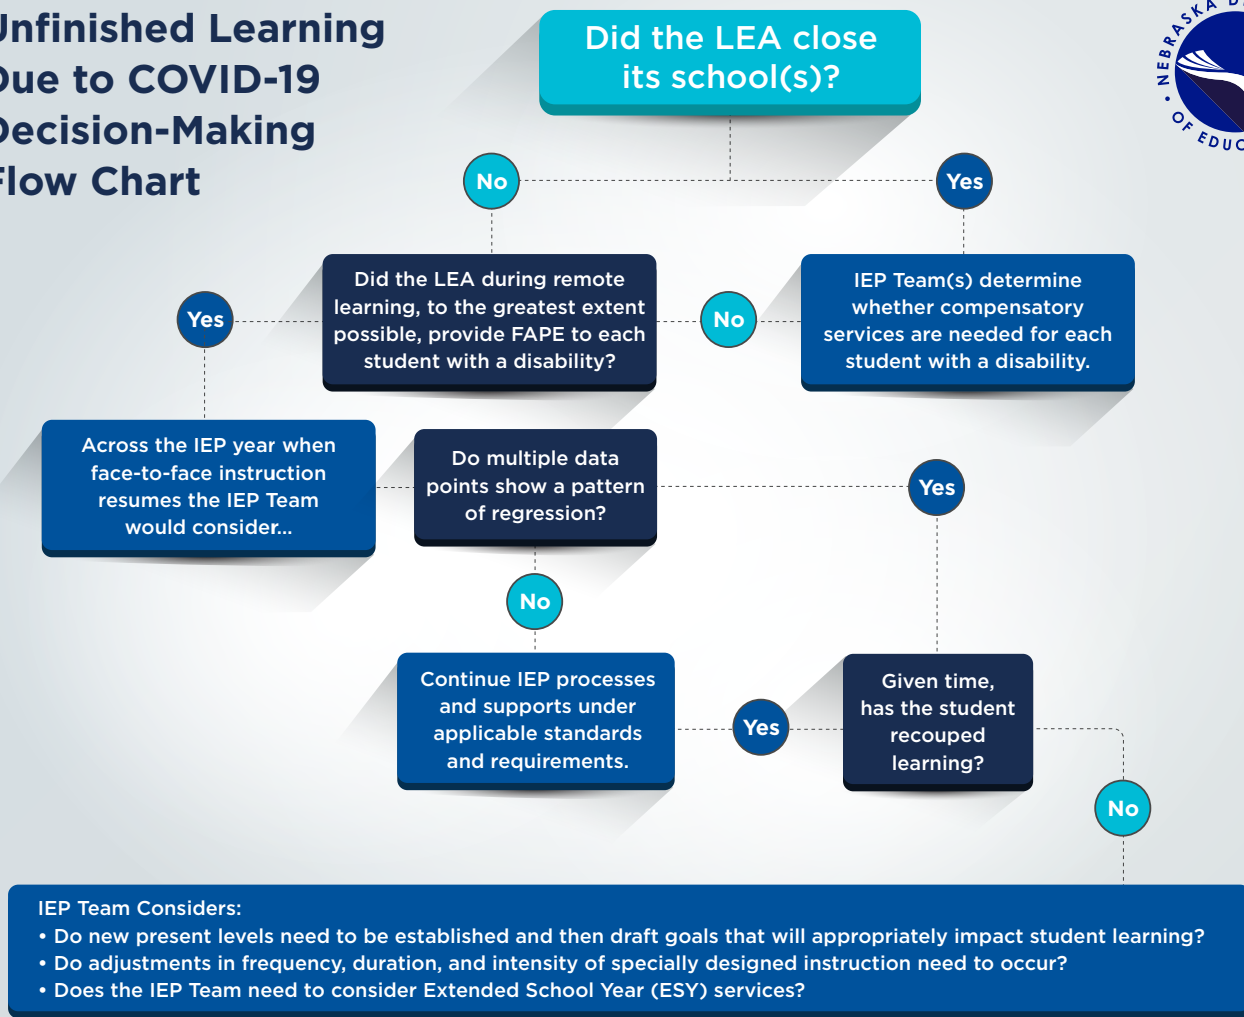 Unfinished Learning
Due to COVID-19
Decision-Making
Flow Chart
Did the LEA close
its school(s)?
• NEBRASKA
OF EDUC
No
Yes
Did the LEA during remote
learning, to the greatest extent
possible, provide FAPE to each
student with a disability?
Yes
No
IEP Team(s) determine
whether compensatory
services are needed for each
student with a disability.
Across the IEP year when
face-to-face instruction
resumes the IEP Team
would consider...
Do multiple data
points show a pattern
of regression?
Yes
No
Continue IEP processes
and supports under
applicable standards
and requirements.
Yes
Given time,
has the student
recouped
learning?
No
IEP Team Considers:
• Do new present levels need to be established and then draft goals that will appropriately impact student learning?
• Do adjustments in frequency, duration, and intensity of specially designed instruction need to occur?
• Does the IEP Team need to consider Extended School Year (ESY) services?